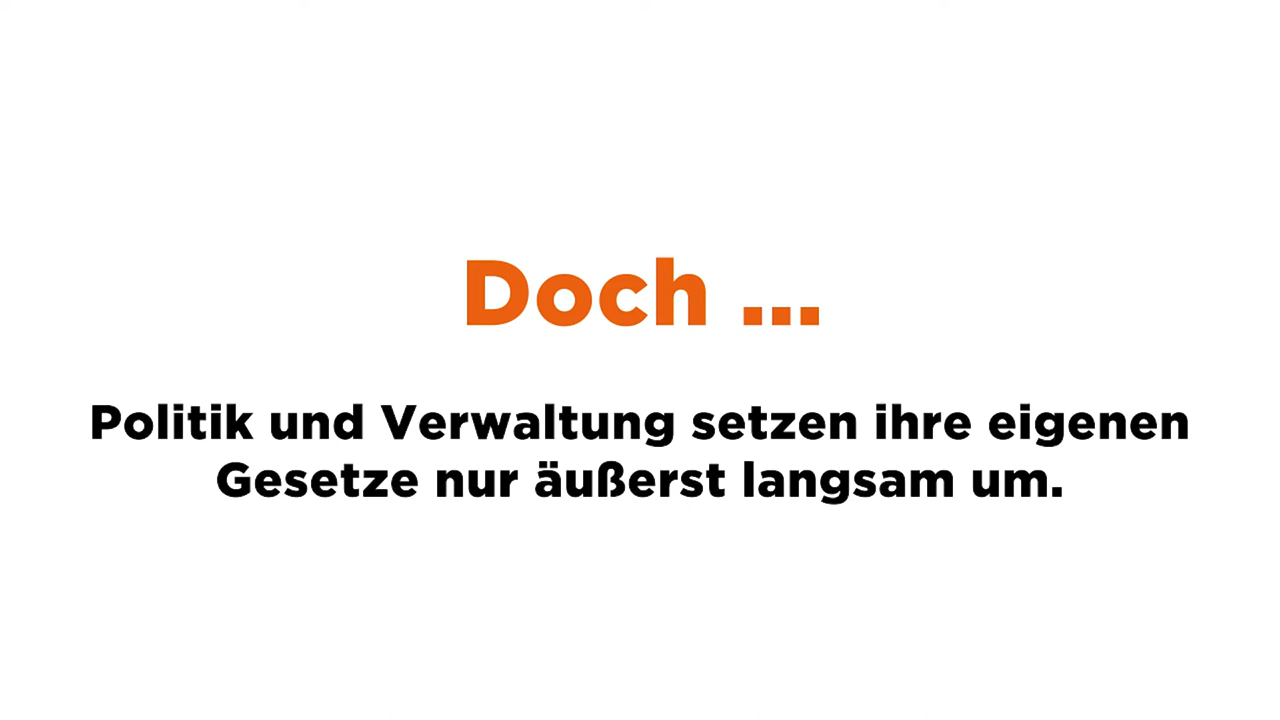 Doch ...
Politik und Verwaltung setzen ihre eigenen
Gesetze nur äußerst langsam um.